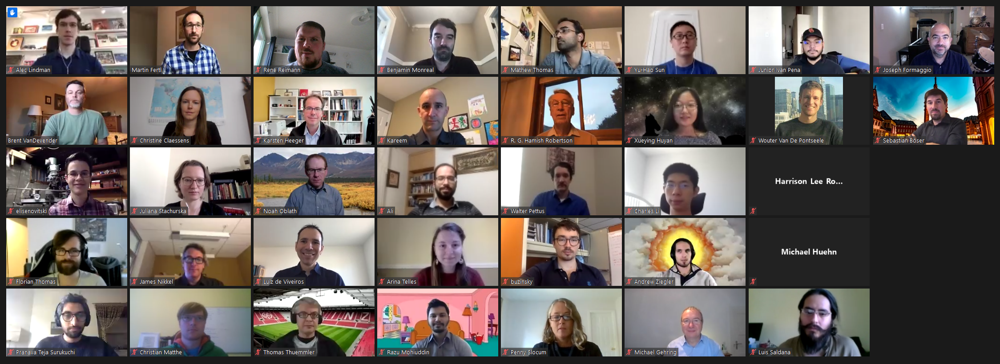 Alec Lindman
Martin Fertl
Rene Reimann
Benjamin Monreal
Mathew Thomas
Yu-Hao Sun
Junior Ivan Pena
Joseph Formaggio
Brent VanDevender
Christine Claessens
Karsten Heeger
Kareem
R. G. Hamish Robertson
Xueying Huyan
Wouter Van De Pontseele
Sebastian Böser
elisenovitski
Juliana Stachurska
Noah Oblath
Ali
Walter Pettus
Charles Li
Harrison Lee Ro...
Florian Thomas
James Nikkel
Luiz de Viveiros
Arina Telles
buzinsky
Andrew Ziegler
Michael Huehn
Pranava Teja Surukuchi
Christian Matthe
Thomas Thuemmler
Razu Mohiuddin
Penny Slocum
Michael Gehring
Luis Saldana